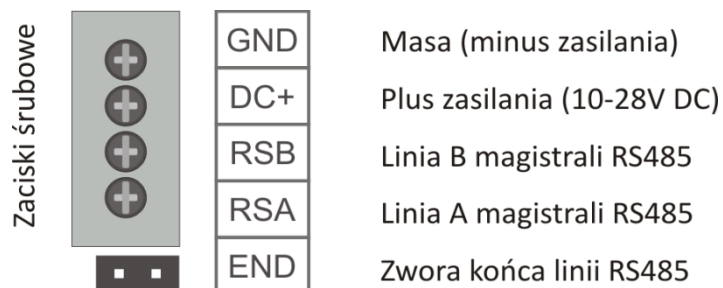 Zaciski śrubowe
GND Masa (minus zasilania)
DC+ Plus zasilania (10-28V DC)
RSB Linia B magistrali RS485
RSA Linia A magistrali RS485
END Zwora końca linii RS485